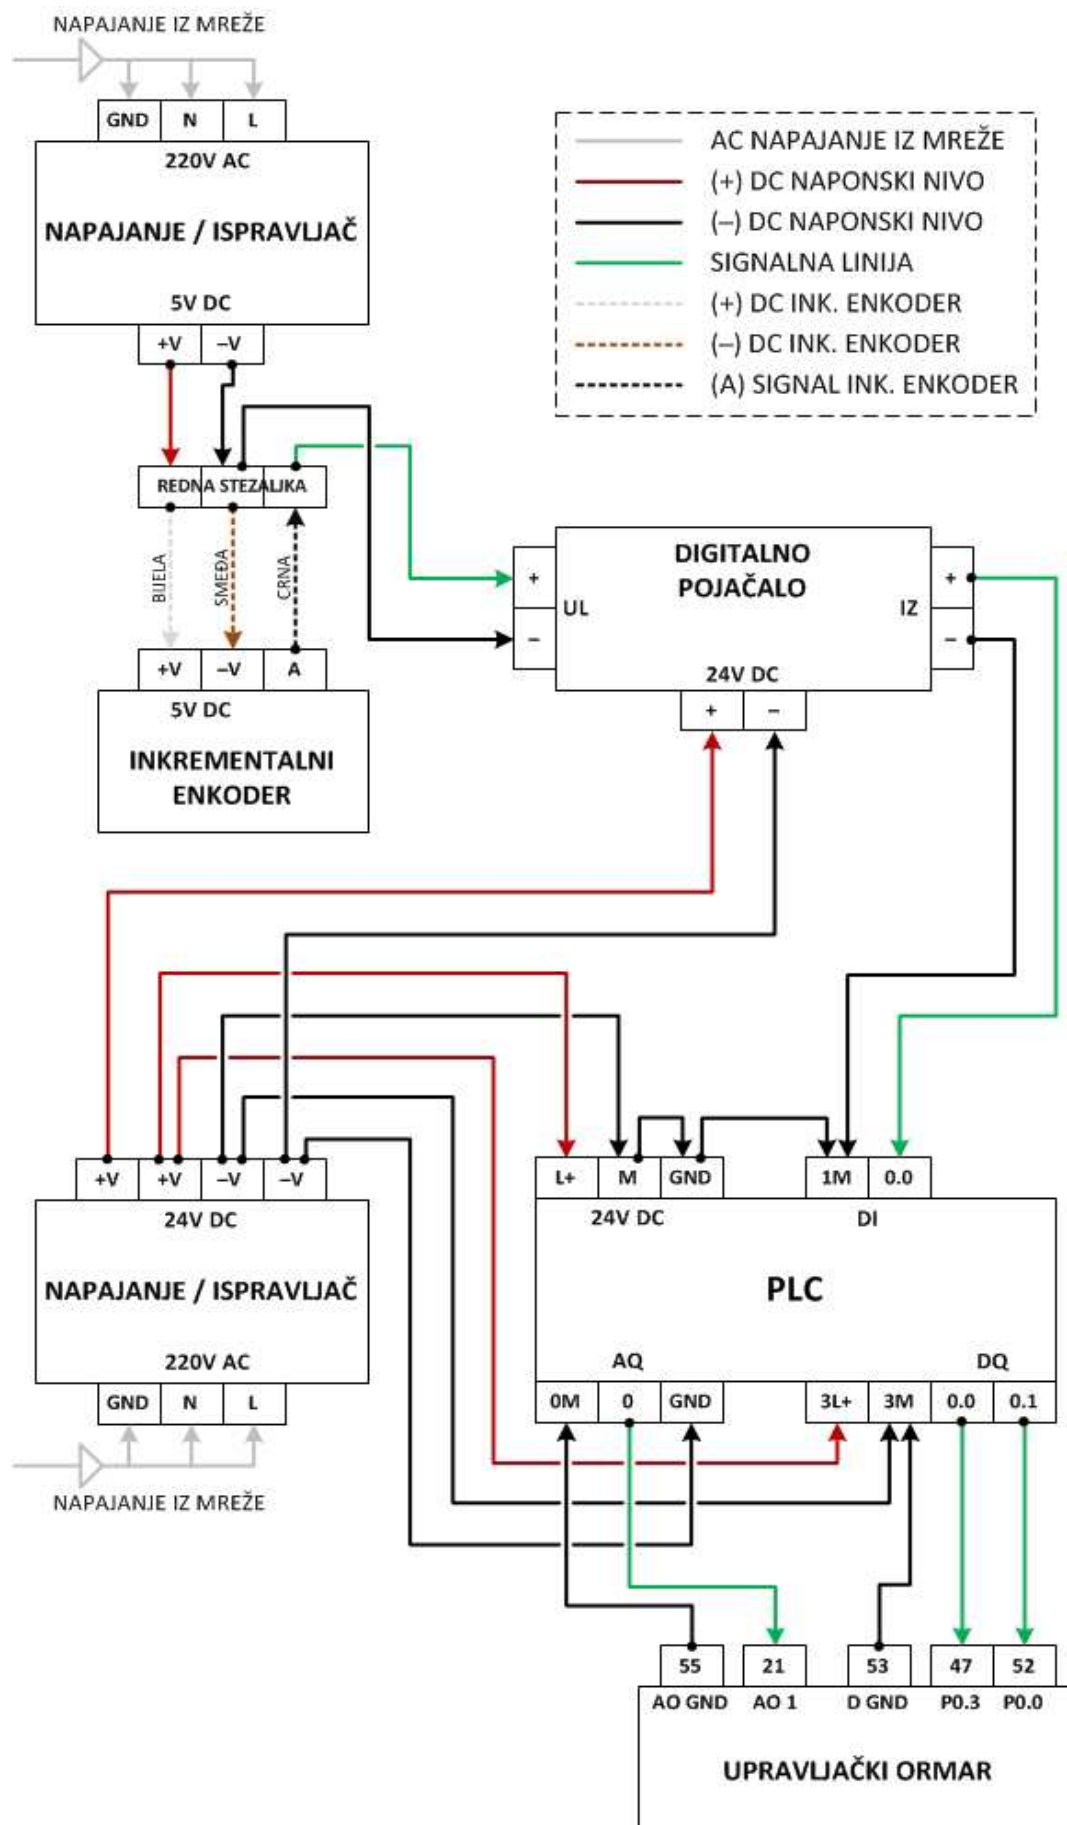 NAPAJANJE IZ MREŽE
GND N L
220V AC
NAPAJANJE / ISPRAVLJAČ
5V DC
+V –V
AC NAPAJANJE IZ MREŽE
(+) DC NAPONSKI NIVO
(–) DC NAPONSKI NIVO
SIGNALNA LINIJA
(+) DC INK. ENKODER
(–) DC INK. ENKODER
(A) SIGNAL INK. ENKODER
REDNA STEZALJKA
BIJELA
SMEĐA
CRNA
+V –V A
5V DC
INKREMENTALNI
ENKODER
DIGITALNO
POJAČALO
+ +
UL IZ
– –
24V DC
+ –
+V +V –V –V
24V DC
NAPAJANJE / ISPRAVLJAČ
220V AC
GND N L
NAPAJANJE IZ MREŽE
L+ M GND 1M 0.0
24V DC DI
PLC
AQ DQ
0M 0 GND 3L+ 3M 0.0 0.1
55 21 53 47 52
AO GND AO 1 D GND P0.3 P0.0
UPRAVLJAČKI ORMAR